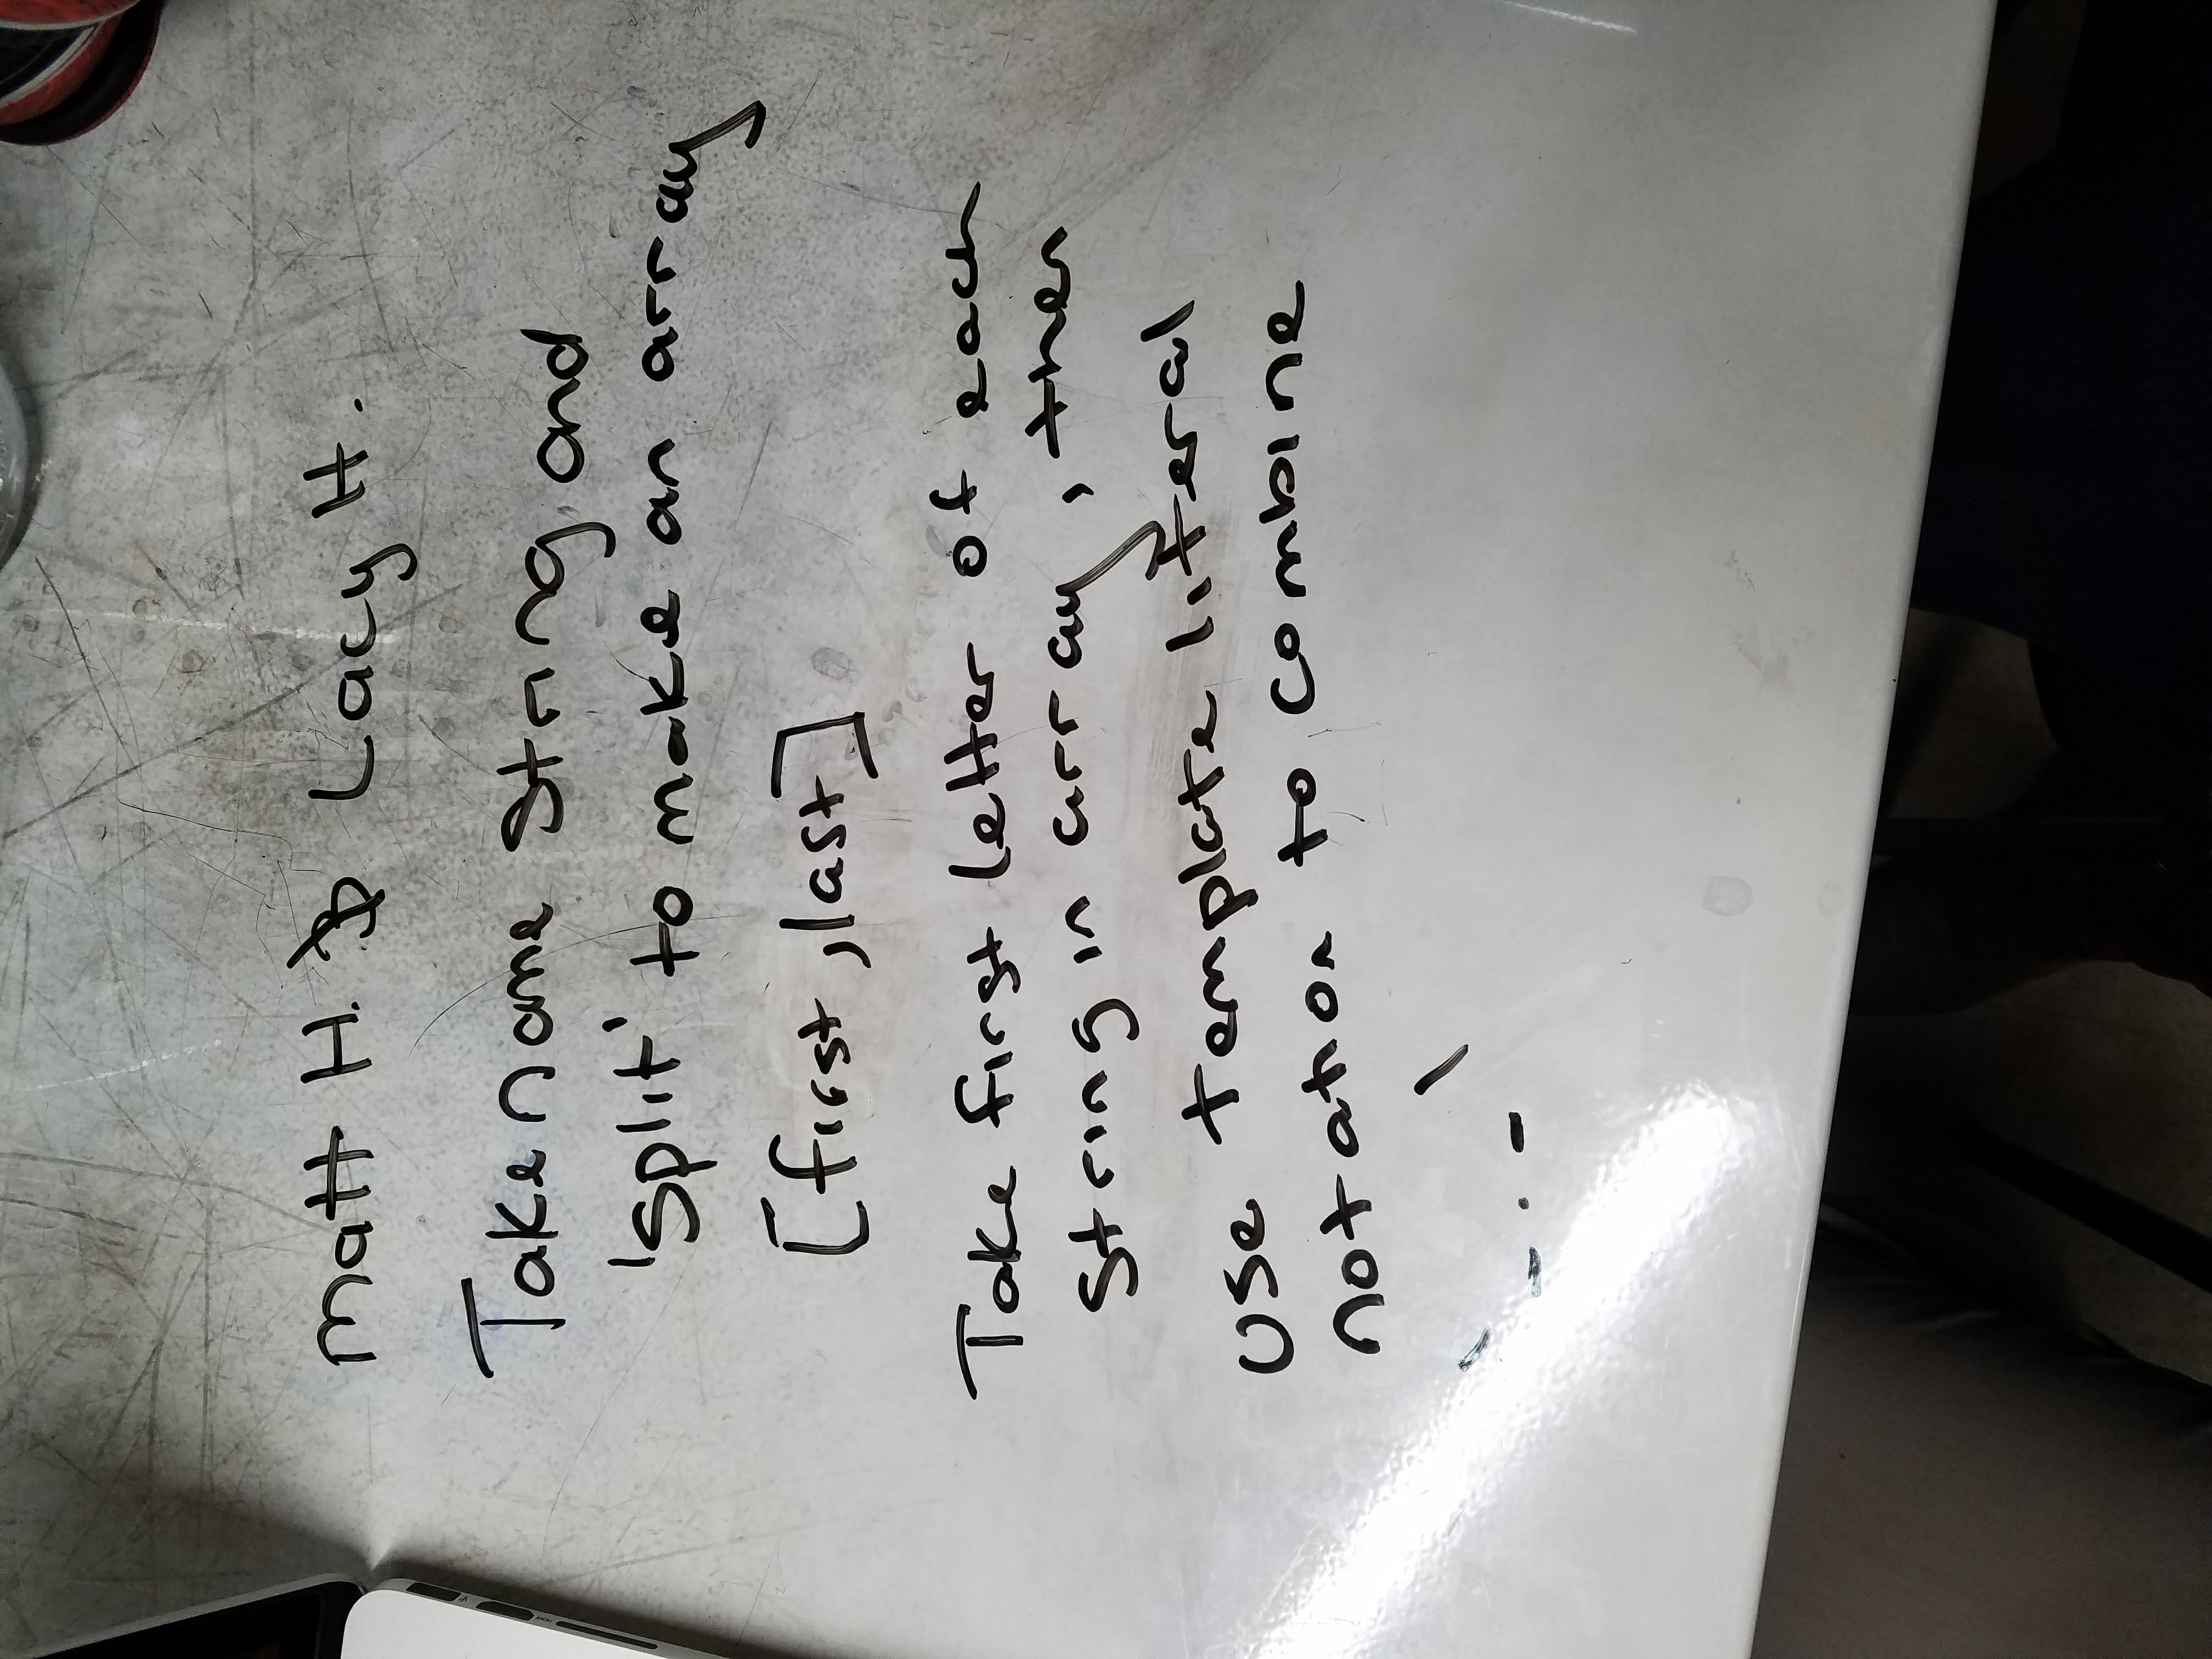 Matt H. & Lacy H.
Take name string and
'split' to make an array
[first, last]
Take first letter of each
string in array, then
use template literal
notation to combine
` _ . _ `